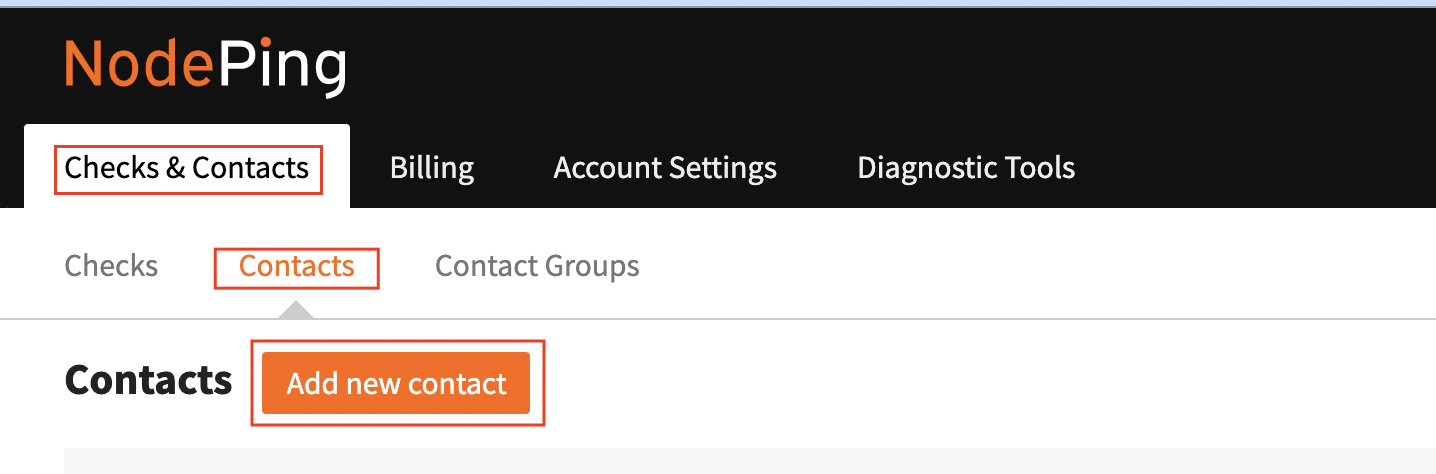 NodePing
Checks & Contacts Billing Account Settings Diagnostic Tools
Checks Contacts Contact Groups
Contacts Add new contact